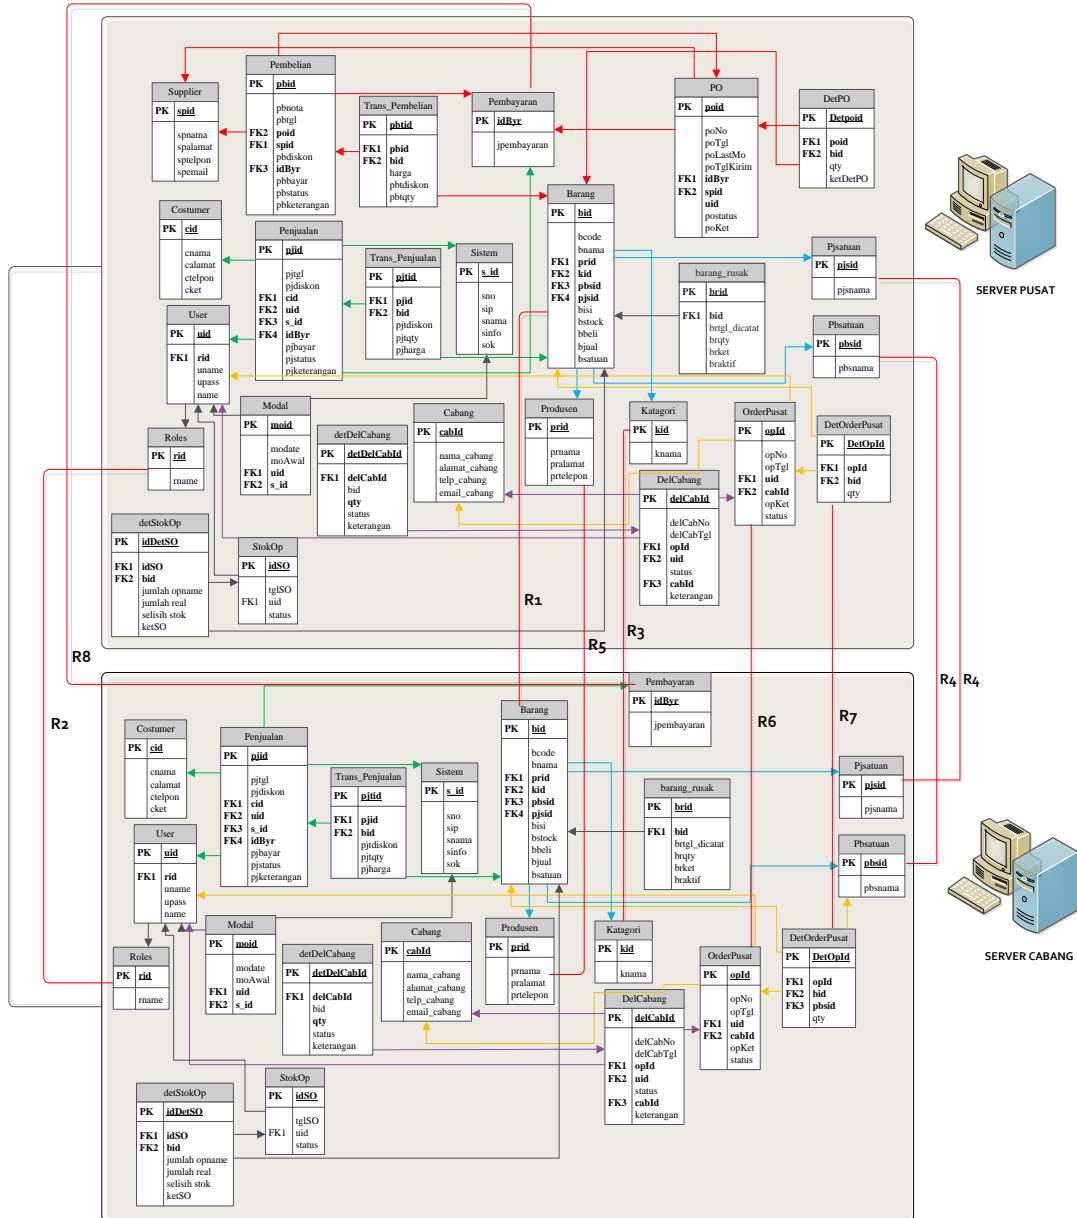 Supplier
PK spid
spnama
spalamat
sptelpon
spemail
Pembelian
PK pbid
pbnota
pbtgl
FK2 poid
FK1 spid
pbdiskon
FK3 idByr
pbbayar
pbstatus
pbketerangan
Trans_Pembelian
PK pbtid
FK1 pbid
FK2 bid
harga
pbtdiskon
pbtqty
Pembayaran
PK idByr
jpembayaran
PO
PK poid
poNo
poTgl
poLastMo
poTglKirim
FK1 idByr
FK2 spid
uid
postatus
poKet
DetPO
PK Detpoid
FK1 poid
FK2 bid
qty
ketDetPO
SERVER PUSAT
Costumer
PK cid
cnama
calamat
ctelpon
cket
Penjualan
PK pjid
pjtgl
pjdiskon
FK1 cid
FK2 uid
FK3 s_id
FK4 idByr
pjbayar
pjstatus
pjketerangan
Trans_Penjualan
PK pjtid
FK1 pjid
FK2 bid
pjtdiskon
pjtqty
pjharga
Sistem
PK s_id
sno
sip
snama
sinfo
sok
Barang
PK bid
bcode
bnama
FK1 prid
FK2 kid
FK3 pbsid
FK4 pjsid
bisi
bstock
bbeli
bjual
bsatuan
barang_rusak
PK brid
FK1 bid
brtgl_dicatat
brqty
brket
braktif
Pjsatuan
PK pjsid
pjsnama
Pbsatuan
PK pbsid
pbsnama
User
PK uid
FK1 rid
uname
upass
name
Roles
PK rid
rname
Modal
PK moid
modate
moAwal
FK1 uid
FK2 s_id
detDelCabang
PK detDelCabId
FK1 delCabId
bid
qty
status
keterangan
Cabang
PK cabId
nama_cabang
alamat_cabang
telp_cabang
email_cabang
Produsen
PK prid
prnama
pralamat
prtelepon
Katagori
PK kid
knama
OrderPusat
PK opId
opNo
opTgl
FK1 uid
FK2 cabId
opKet
status
DetOrderPusat
PK DetOpId
FK1 opId
FK2 bid
qty
DelCabang
PK delCabId
delCabNo
delCabTgl
FK1 opId
FK2 uid
status
FK3 cabId
keterangan
detStokOp
PK idDetSO
FK1 idSO
FK2 bid
jumlah opname
jumlah real
selisih stok
ketSO
StokOp
PK idSO
tglSO
FK1 uid
status
R1
R3
R5
R8
R2
R6
R7
R4
R4
Pembayaran
PK idByr
jpembayaran
Costumer
PK cid
cnama
calamat
ctelpon
cket
Penjualan
PK pjid
pjtgl
pjdiskon
FK1 cid
FK2 uid
FK3 s_id
FK4 idByr
pjbayar
pjstatus
pjketerangan
Trans_Penjualan
PK pjtid
FK1 pjid
FK2 bid
pjtdiskon
pjtqty
pjharga
Sistem
PK s_id
sno
sip
snama
sinfo
sok
Barang
PK bid
bcode
bnama
FK1 prid
FK2 kid
FK3 pbsid
FK4 pjsid
bisi
bstock
bbeli
bjual
bsatuan
barang_rusak
PK brid
FK1 bid
brtgl_dicatat
brqty
brket
braktif
Pjsatuan
PK pjsid
pjsnama
Pbsatuan
PK pbsid
pbsnama
SERVER CABANG
User
PK uid
FK1 rid
uname
upass
name
Roles
PK rid
rname
Modal
PK moid
modate
moAwal
FK1 uid
FK2 s_id
detDelCabang
PK detDelCabId
FK1 delCabId
bid
qty
status
keterangan
Cabang
PK cabId
nama_cabang
alamat_cabang
telp_cabang
email_cabang
Produsen
PK prid
prnama
pralamat
prtelepon
Katagori
PK kid
knama
OrderPusat
PK opId
opNo
opTgl
FK1 uid
FK2 cabId
opKet
status
DetOrderPusat
PK DetOpId
FK1 opId
FK2 bid
FK3 pbsid
qty
DelCabang
PK delCabId
delCabNo
delCabTgl
FK1 opId
FK2 uid
status
FK3 cabId
keterangan
detStokOp
PK idDetSO
FK1 idSO
FK2 bid
jumlah opname
jumlah real
selisih stok
ketSO
StokOp
PK idSO
tglSO
FK1 uid
status